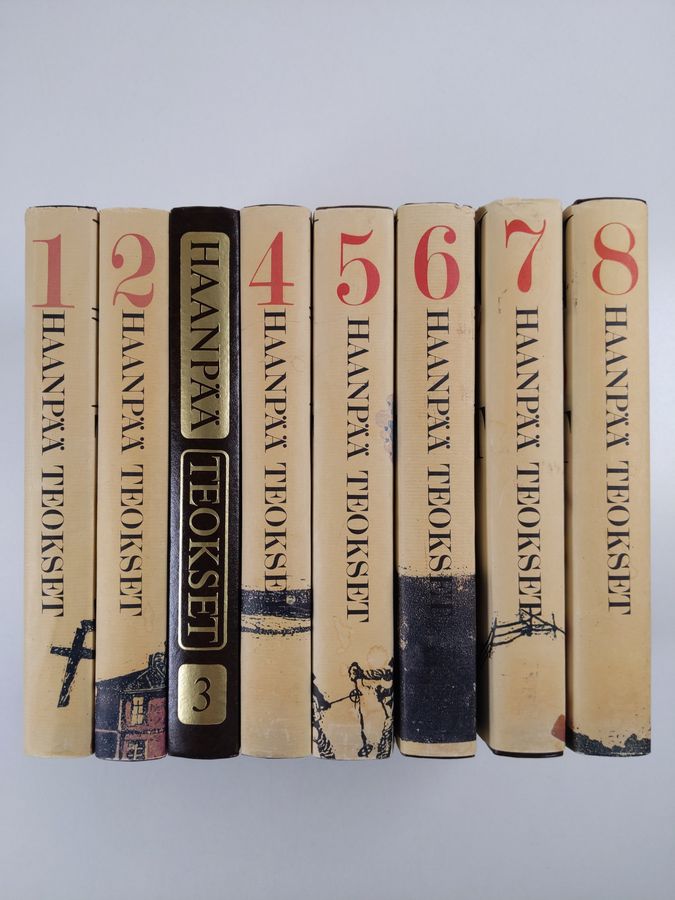 1
HAANPÄÄ TEOKSET
2
HAANPÄÄ TEOKSET
HAANPÄÄ
TEOKSET
3
4
HAANPÄÄ TEOKSET
5
HAANPÄÄ TEOKSET
6
HAANPÄÄ TEOKSET
7
HAANPÄÄ TEOKSET
8
HAANPÄÄ TEOKSET